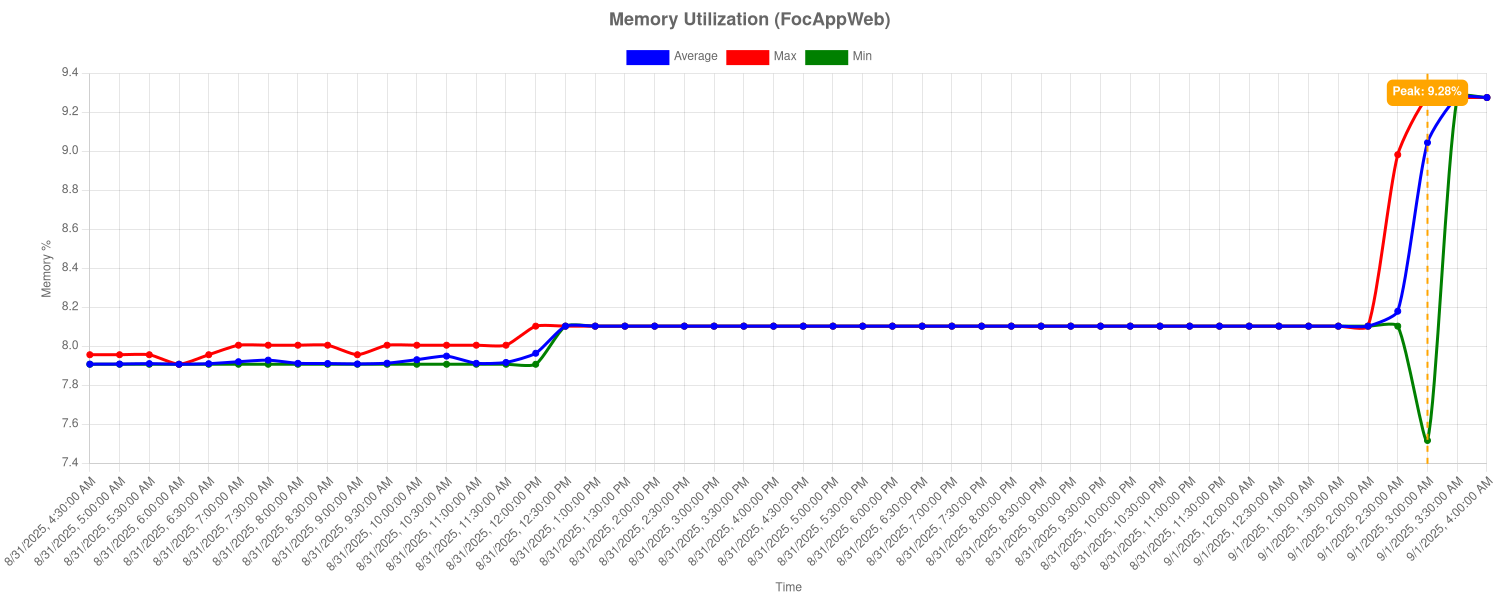 Memory Utilization (FocAppWeb)
Average Max Min
9.4
Peak: 9.28%
9.2
9.0
8.8
8.6
8.4
8.2
8.0
7.8
7.6
7.4
Memory %
8/31/2025, 4:30:00 AM
8/31/2025, 5:00:00 AM
8/31/2025, 5:30:00 AM
8/31/2025, 6:00:00 AM
8/31/2025, 6:30:00 AM
8/31/2025, 7:00:00 AM
8/31/2025, 7:30:00 AM
8/31/2025, 8:00:00 AM
8/31/2025, 8:30:00 AM
8/31/2025, 9:00:00 AM
8/31/2025, 9:30:00 AM
8/31/2025, 10:00:00 AM
8/31/2025, 10:30:00 AM
8/31/2025, 11:00:00 AM
8/31/2025, 11:30:00 AM
8/31/2025, 12:00:00 PM
8/31/2025, 12:30:00 PM
8/31/2025, 1:00:00 PM
8/31/2025, 1:30:00 PM
8/31/2025, 2:00:00 PM
8/31/2025, 2:30:00 PM
8/31/2025, 3:00:00 PM
8/31/2025, 3:30:00 PM
8/31/2025, 4:00:00 PM
8/31/2025, 4:30:00 PM
8/31/2025, 5:00:00 PM
8/31/2025, 5:30:00 PM
8/31/2025, 6:00:00 PM
8/31/2025, 6:30:00 PM
8/31/2025, 7:00:00 PM
8/31/2025, 7:30:00 PM
8/31/2025, 8:00:00 PM
8/31/2025, 8:30:00 PM
8/31/2025, 9:00:00 PM
8/31/2025, 9:30:00 PM
8/31/2025, 10:00:00 PM
8/31/2025, 10:30:00 PM
8/31/2025, 11:00:00 PM
8/31/2025, 11:30:00 PM
9/1/2025, 12:00:00 AM
9/1/2025, 12:30:00 AM
9/1/2025, 1:00:00 AM
9/1/2025, 1:30:00 AM
9/1/2025, 2:00:00 AM
9/1/2025, 2:30:00 AM
9/1/2025, 3:00:00 AM
9/1/2025, 3:30:00 AM
9/1/2025, 4:00:00 AM
Time